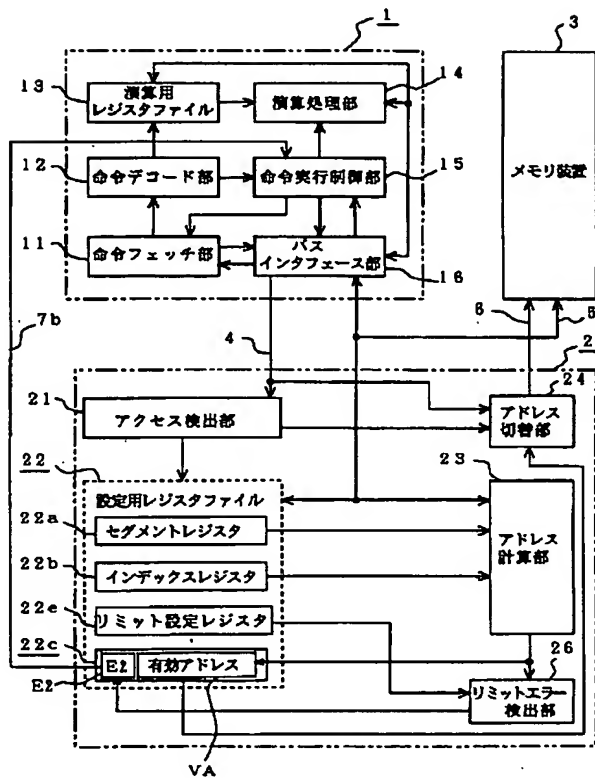 1
3
13
演算用
レジスタファイル
演算処理部
14
12
命令デコード部
命令実行制御部
15
メモリ装置
11
命令フェッチ部
バス
インタフェース部
16
7b
4
6
5
2
21
アクセス検出部
24
アドレス
切替部
22
設定用レジスタファイル
23
22a
セグメントレジスタ
アドレス
計算部
22b
インデックスレジスタ
22e
リミット設定レジスタ
22c
E2
有効アドレス
26
E2
リミットエラー
検出部
VA